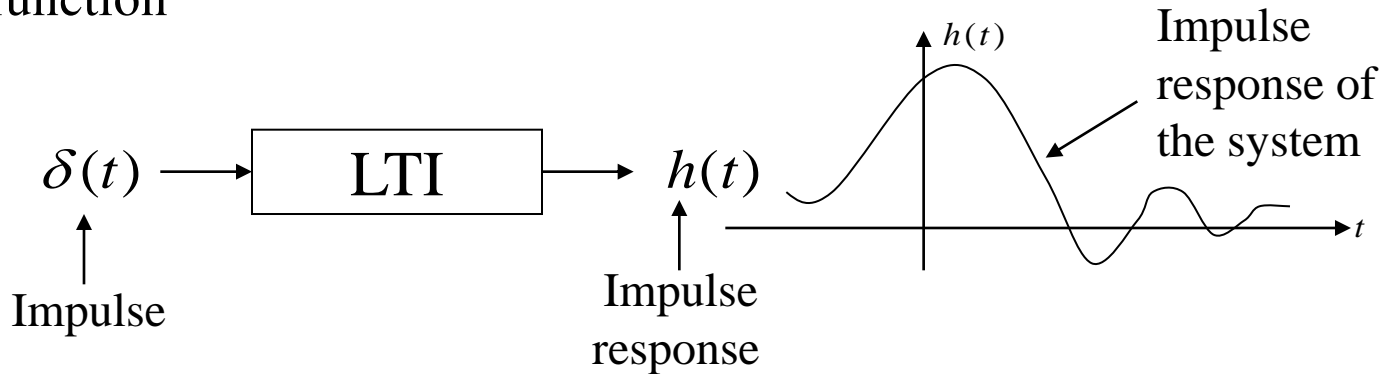 function
δ(t)
LTI
h(t)
Impulse
Impulse
response
h(t)
Impulse
response of
the system
t